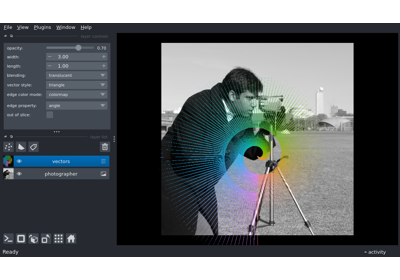 File View Plugins Window Help
opacity: 0.70
width: − 3.00 +
length: − 1.00 +
blending: translucent
vector style: triangle
edge color mode: colormap
edge property: angle
out of slice:
vectors
photographer
Ready
activity